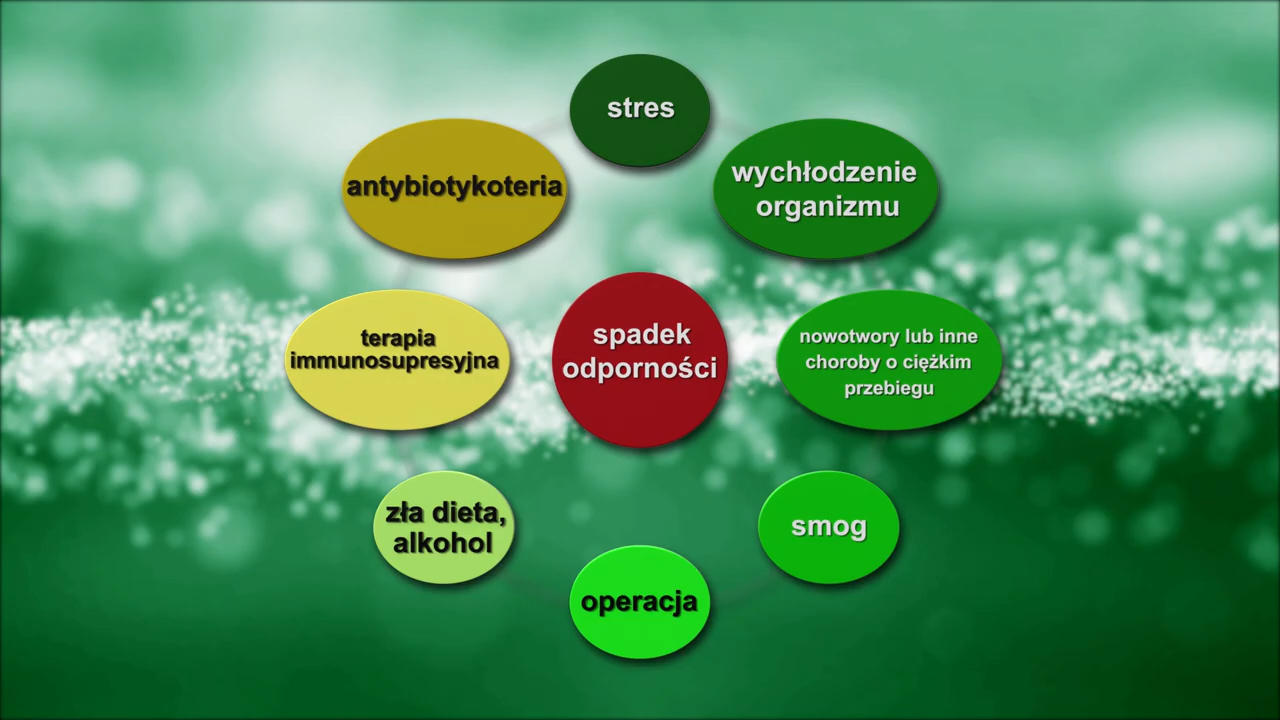 stres
wychłodzenie
organizmu
nowotwory lub inne
choroby o ciężkim
przebiegu
smog
operacja
zła dieta,
alkohol
terapia
immunosupresyjna
antybiotykoteria
spadek
odporności